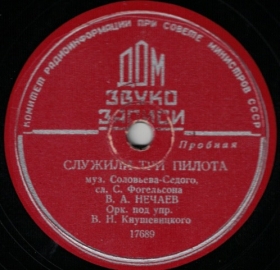 КОМИТЕТ РАДИОИНФОРМАЦИИ ПРИ СОВЕТЕ МИНИСТРОВ СССР
ДОМ
ЗВУКО
ЗАПИСИ
Пробная
СЛУЖИЛИ ТРИ ПИЛОТА
муз. Соловьева-Седого,
сл. С. Фогельсона
В. А. НЕЧАЕВ
Орк. под упр.
В. Н. Кнушевицкого
17689